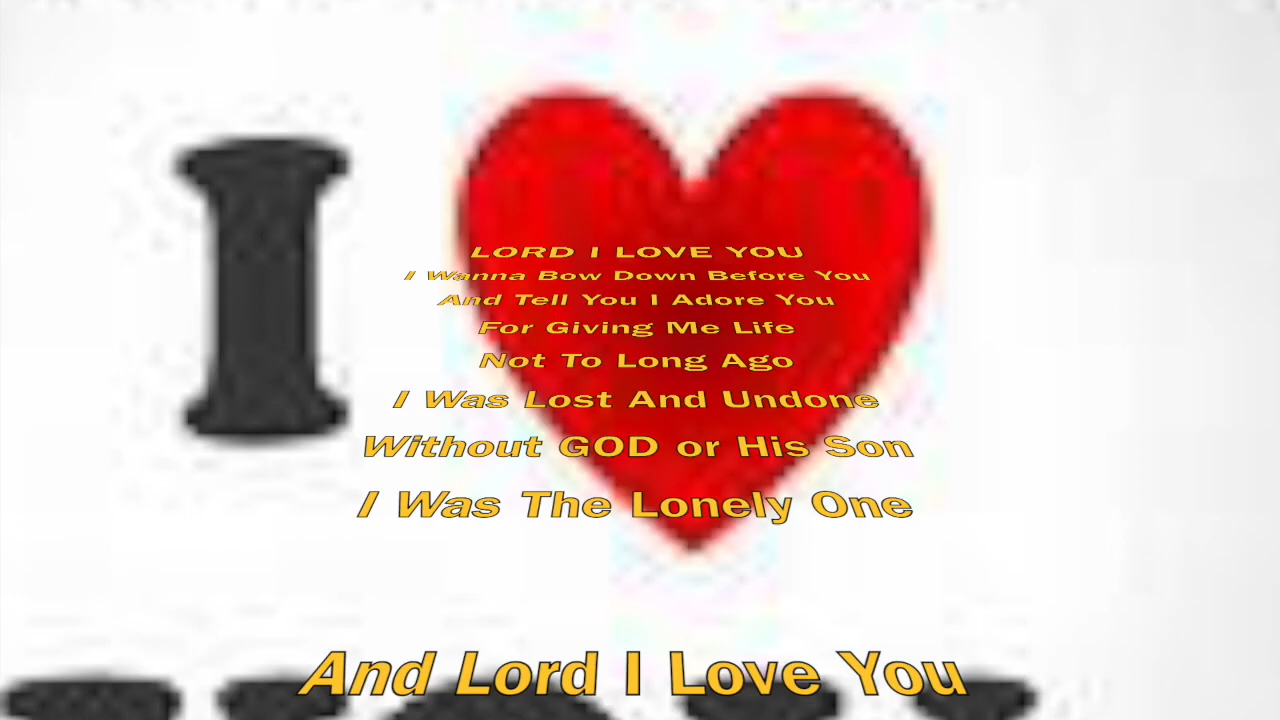 I
LORD I LOVE YOU
I Wanna Bow Down Before You
And Tell You I Adore You
For Giving Me Life
Not To Long Ago
I Was Lost And Undone
Without GOD or His Son
I Was The Lonely One
And Lord I Love You